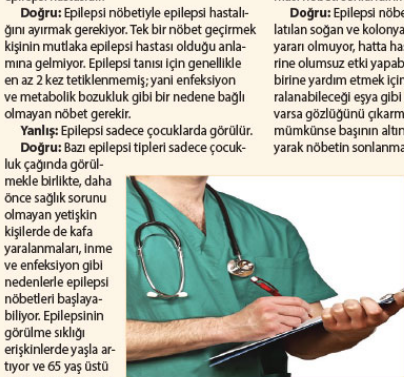 Doğru: Epilepsi nöbetiyle epilepsi hastalı-
ğını ayırmak gerekiyor. Tek bir nöbet geçirmek
kişinin mutlaka epilepsi hastası olduğu anla-
mına gelmiyor. Epilepsi tanısı için genellikle
en az 2 kez tetiklenmemiş; yani enfeksiyon
ve metabolik bozukluk gibi bir nedene bağlı
olmayan nöbet gerekir.
Yanlış: Epilepsi sadece çocuklarda görülür.
Doğru: Bazı epilepsi tipleri sadece çocuk-
luk çağında görül-
mekle birlikte, daha
önce sağlık sorunu
olmayan yetişkin
kişilerde de kafa
yaralanmaları, inme
ve enfeksiyon gibi
nedenlerle epilepsi
nöbetleri başlaya-
biliyor. Epilepsinin
görülme sıklığı
erişkinlerde yaşla ar-
tıyor ve 65 yaş üstü
Doğru: Epilepsi nöbe
latılan soğan ve kolonya
yararı olmuyor, hatta has
rine olumsuz etki yapab
birine yardım etmek için
ralanabileceği eşya gibi
varsa gözlüğünü çıkarm
mümkünse başının altın
yarak nöbetin sonlanma